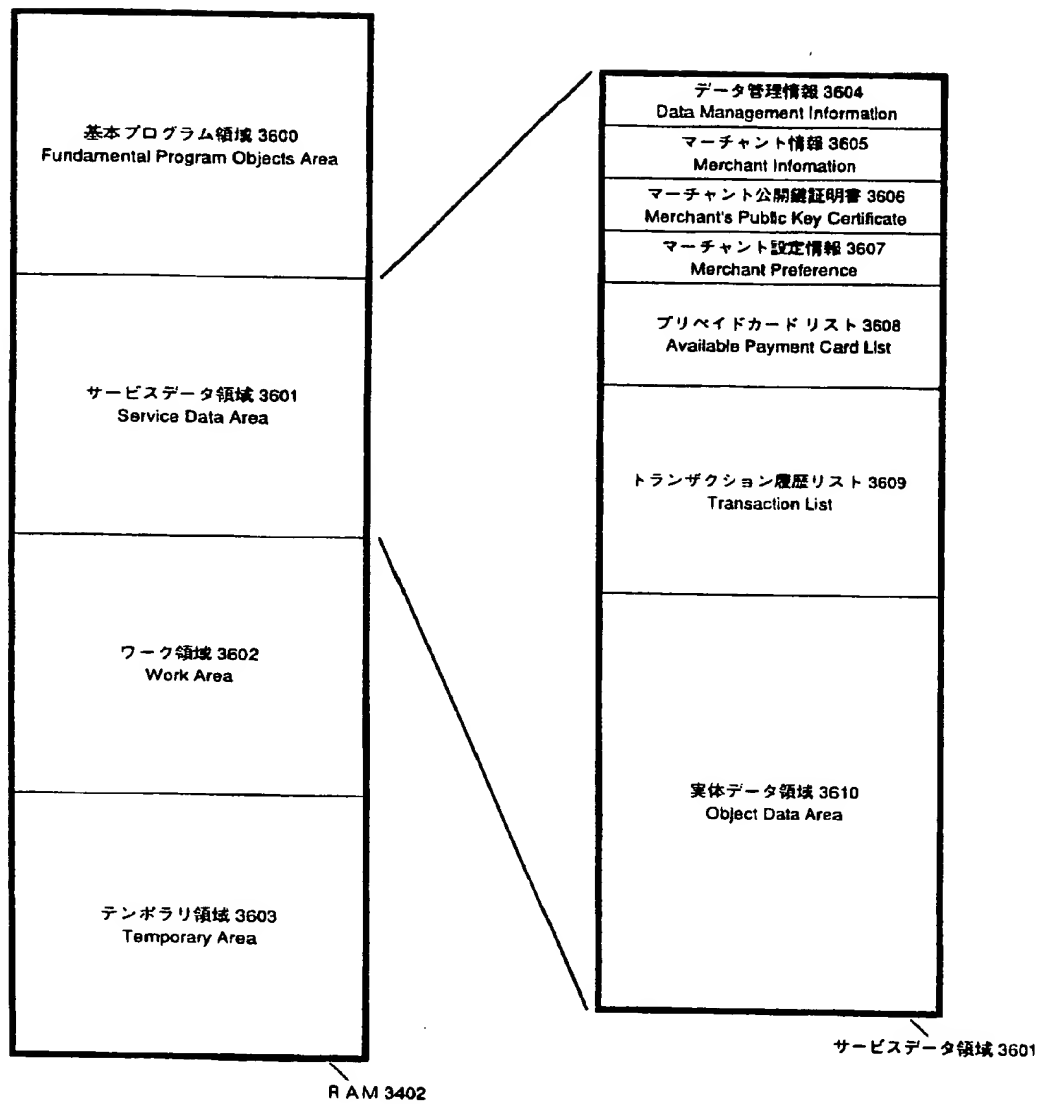 基本プログラム領域 3600
Fundamental Program Objects Area
サービスデータ領域 3601
Service Data Area
ワーク領域 3602
Work Area
テンポラリ領域 3603
Temporary Area
RAM 3402
データ管理情報 3604
Data Management Information
マーチャント情報 3605
Merchant Infomation
マーチャント公開鍵証明書 3606
Merchant's Public Key Certificate
マーチャント設定情報 3607
Merchant Preference
プリペイドカード リスト 3608
Available Payment Card List
トランザクション履歴リスト 3609
Transaction List
実体データ領域 3610
Object Data Area
サービスデータ領域 3601